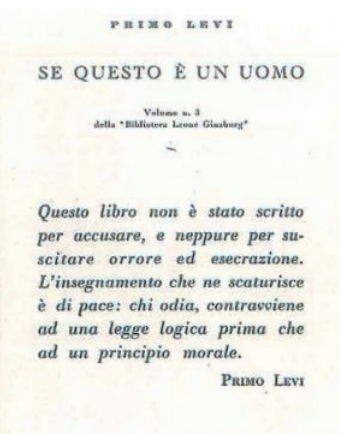 PRIMO LEVI
SE QUESTO È UN UOMO
Volume n. 3
della "Biblioteca Leone Ginzburg"
Questo libro non è stato scritto
per accusare, e neppure per su-
scitare orrore ed esecrazione.
L'insegnamento che ne scaturisce
è di pace: chi odia, contravviene
ad una legge logica prima che
ad un principio morale.
PRIMO LEVI